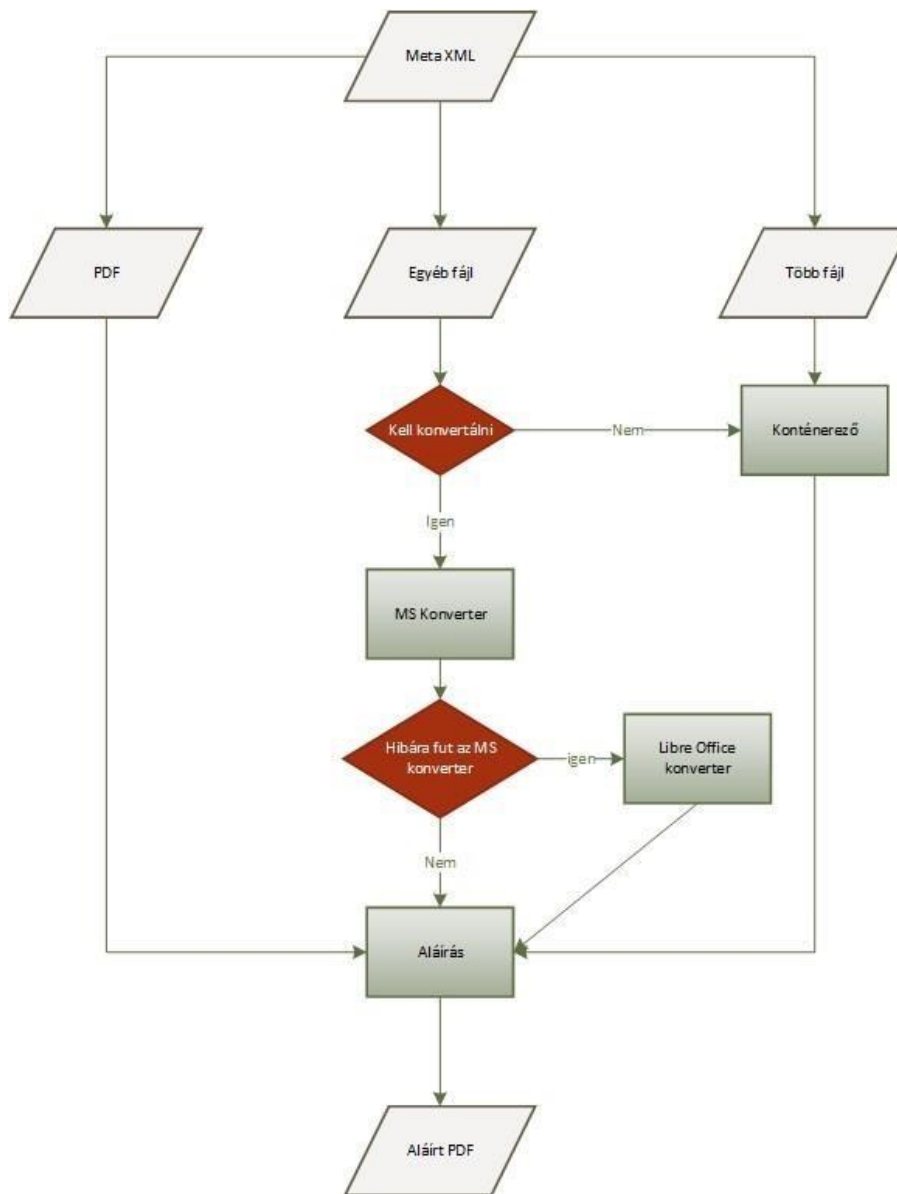 Meta XML
PDF
Egyéb fájl
Több fájl
Kell konvertálni
Nem
Konténerező
Igen
MS Konverter
Hibára fut az MS
konverter
igen
Libre Office
konverter
Nem
Aláírás
Aláírt PDF